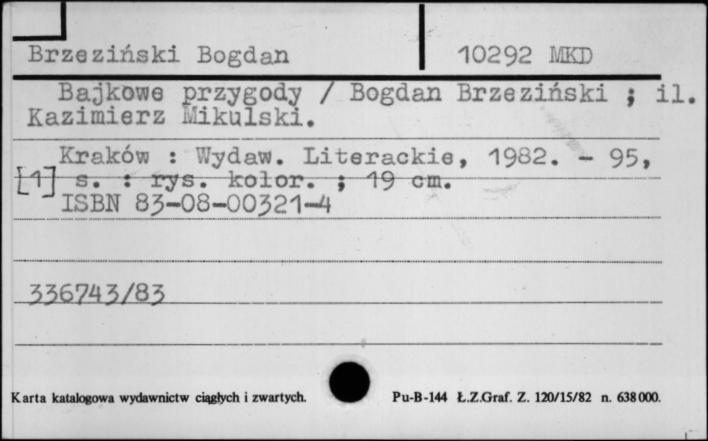 Brzeziński Bogdan 10292 MKD
Bajkowe przygody / Bogdan Brzeziński ; il.
Kazimierz Mikulski.
Kraków : Wydaw. Literackie, 1982. - 95,
[1] s. : rys. kolor. ; 19 cm.
ISBN 83-08-00321-4
336743/83
Karta katalogowa wydawnictw ciągłych i zwartych. Pu-B-144 Ł.Z.Graf. Z. 120/15/82 n. 638000.